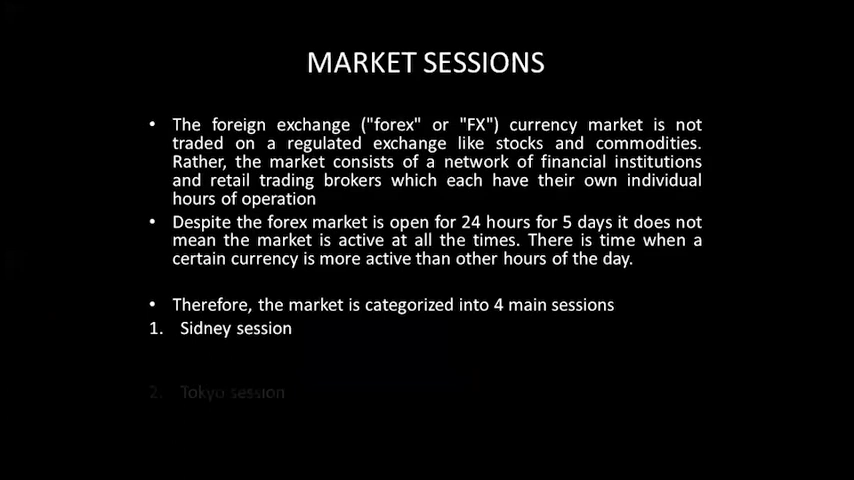 MARKET SESSIONS
• The foreign exchange ("forex" or "FX") currency market is not
traded on a regulated exchange like stocks and commodities.
Rather, the market consists of a network of financial institutions
and retail trading brokers which each have their own individual
hours of operation
• Despite the forex market is open for 24 hours for 5 days it does not
mean the market is active at all the times. There is time when a
certain currency is more active than other hours of the day.
• Therefore, the market is categorized into 4 main sessions
1. Sidney session
2. Tokyo session